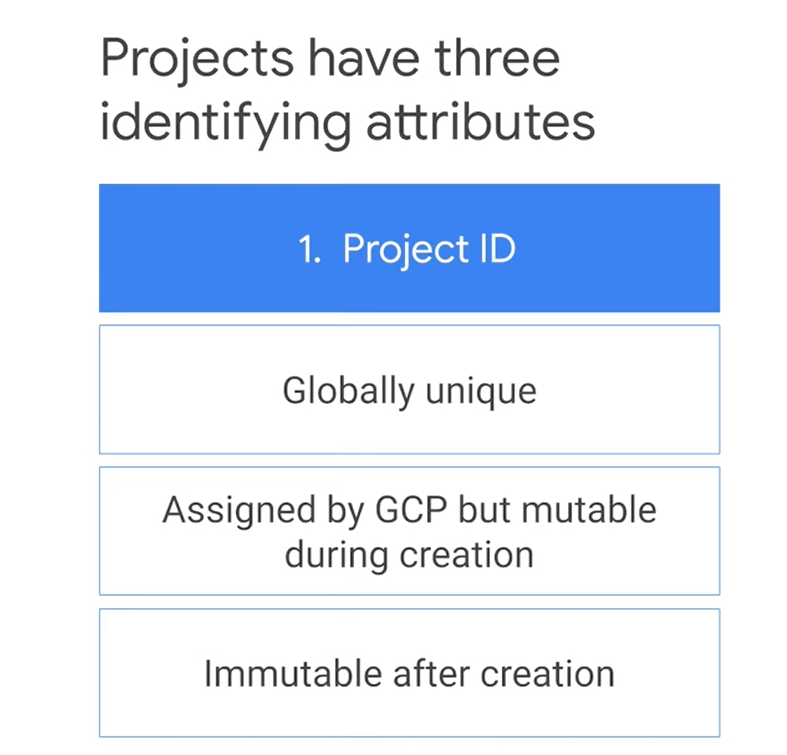 Projects have three
identifying attributes
1. Project ID
Globally unique
Assigned by GCP but mutable
during creation
Immutable after creation